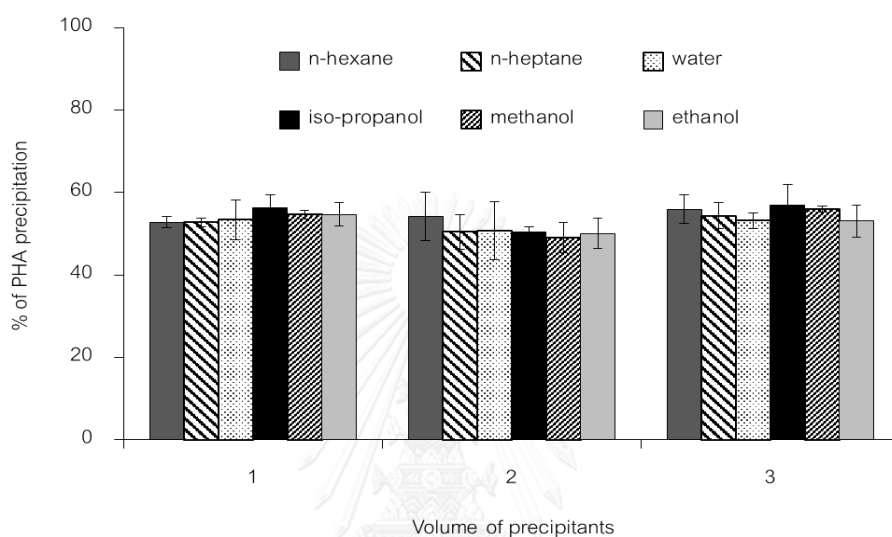 100
80
60
40
20
0
% of PHA precipitation
n-hexane n-heptane water
iso-propanol methanol ethanol
1 2 3
Volume of precipitants